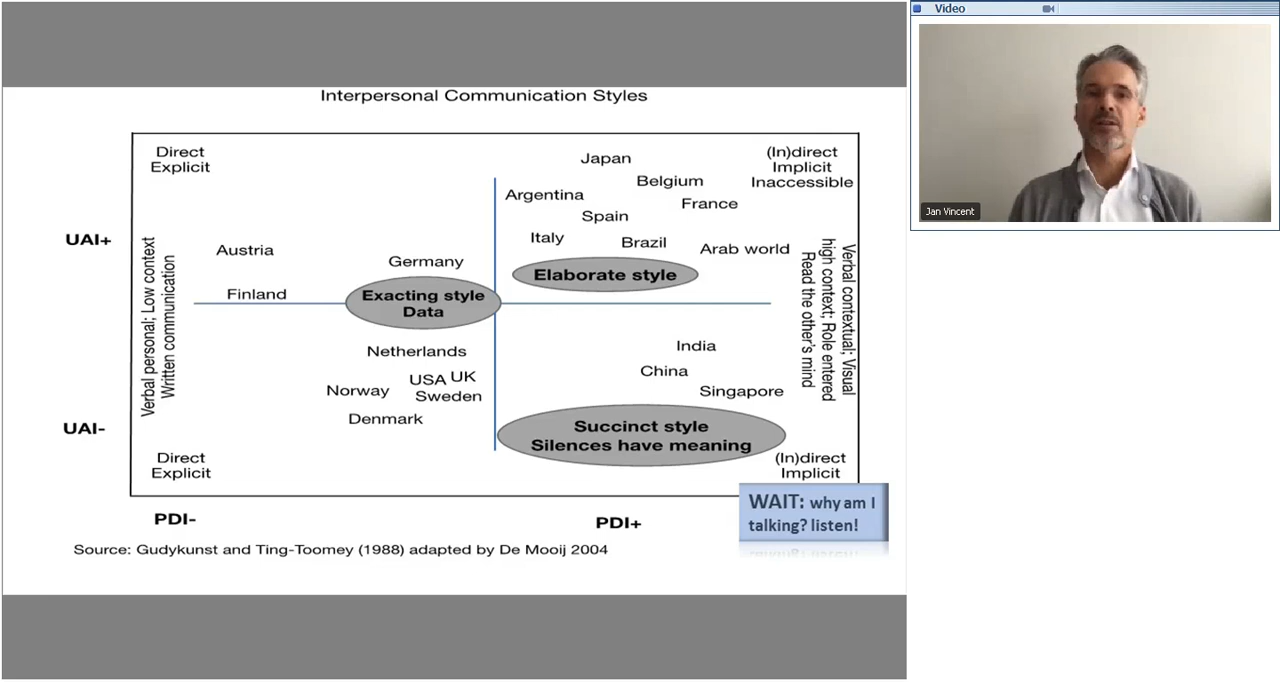 Video
Interpersonal Communication Styles
Direct
Explicit
Japan
(In)direct
Implicit
Inaccessible
Belgium
Argentina
France
Spain
Jan Vincent
UAI+
Italy
Brazil
Arab world
Austria
Germany
Elaborate style
Finland
Exacting style
Data
Verbal personal; Low context
Written communication
Verbal contextual; Visual
high context; Role entered
Read the other's mind
Netherlands
India
China
Norway
USA
UK
Sweden
Singapore
Denmark
UAI-
Succinct style
Silences have meaning
Direct
Explicit
(In)direct
Implicit
WAIT: why am I
talking? listen!
PDI-
PDI+
Source: Gudykunst and Ting-Toomey (1988) adapted by De Mooij 2004